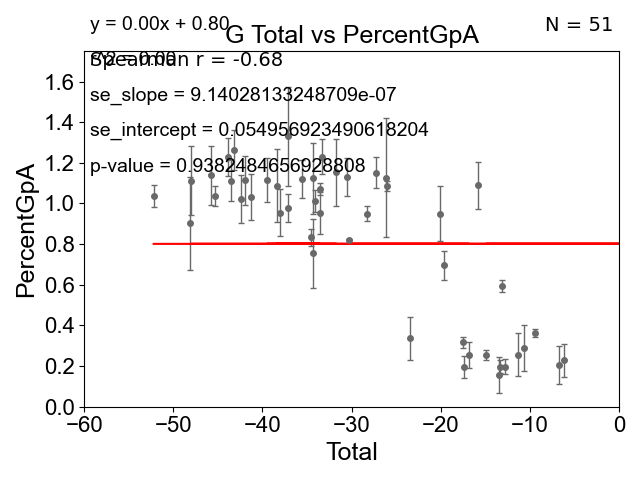 y = 0.00x + 0.80
N = 51
G Total vs PercentGpA
Spearman r = -0.68
se_slope = 9.14028133248709e-07
se_intercept = 0.054956923490618204
p-value = 0.9382484656928808
PercentGpA
1.6
1.4
1.2
1.0
0.8
0.6
0.4
0.2
0.0
−60
−50
−40
−30
−20
−10
0
Total